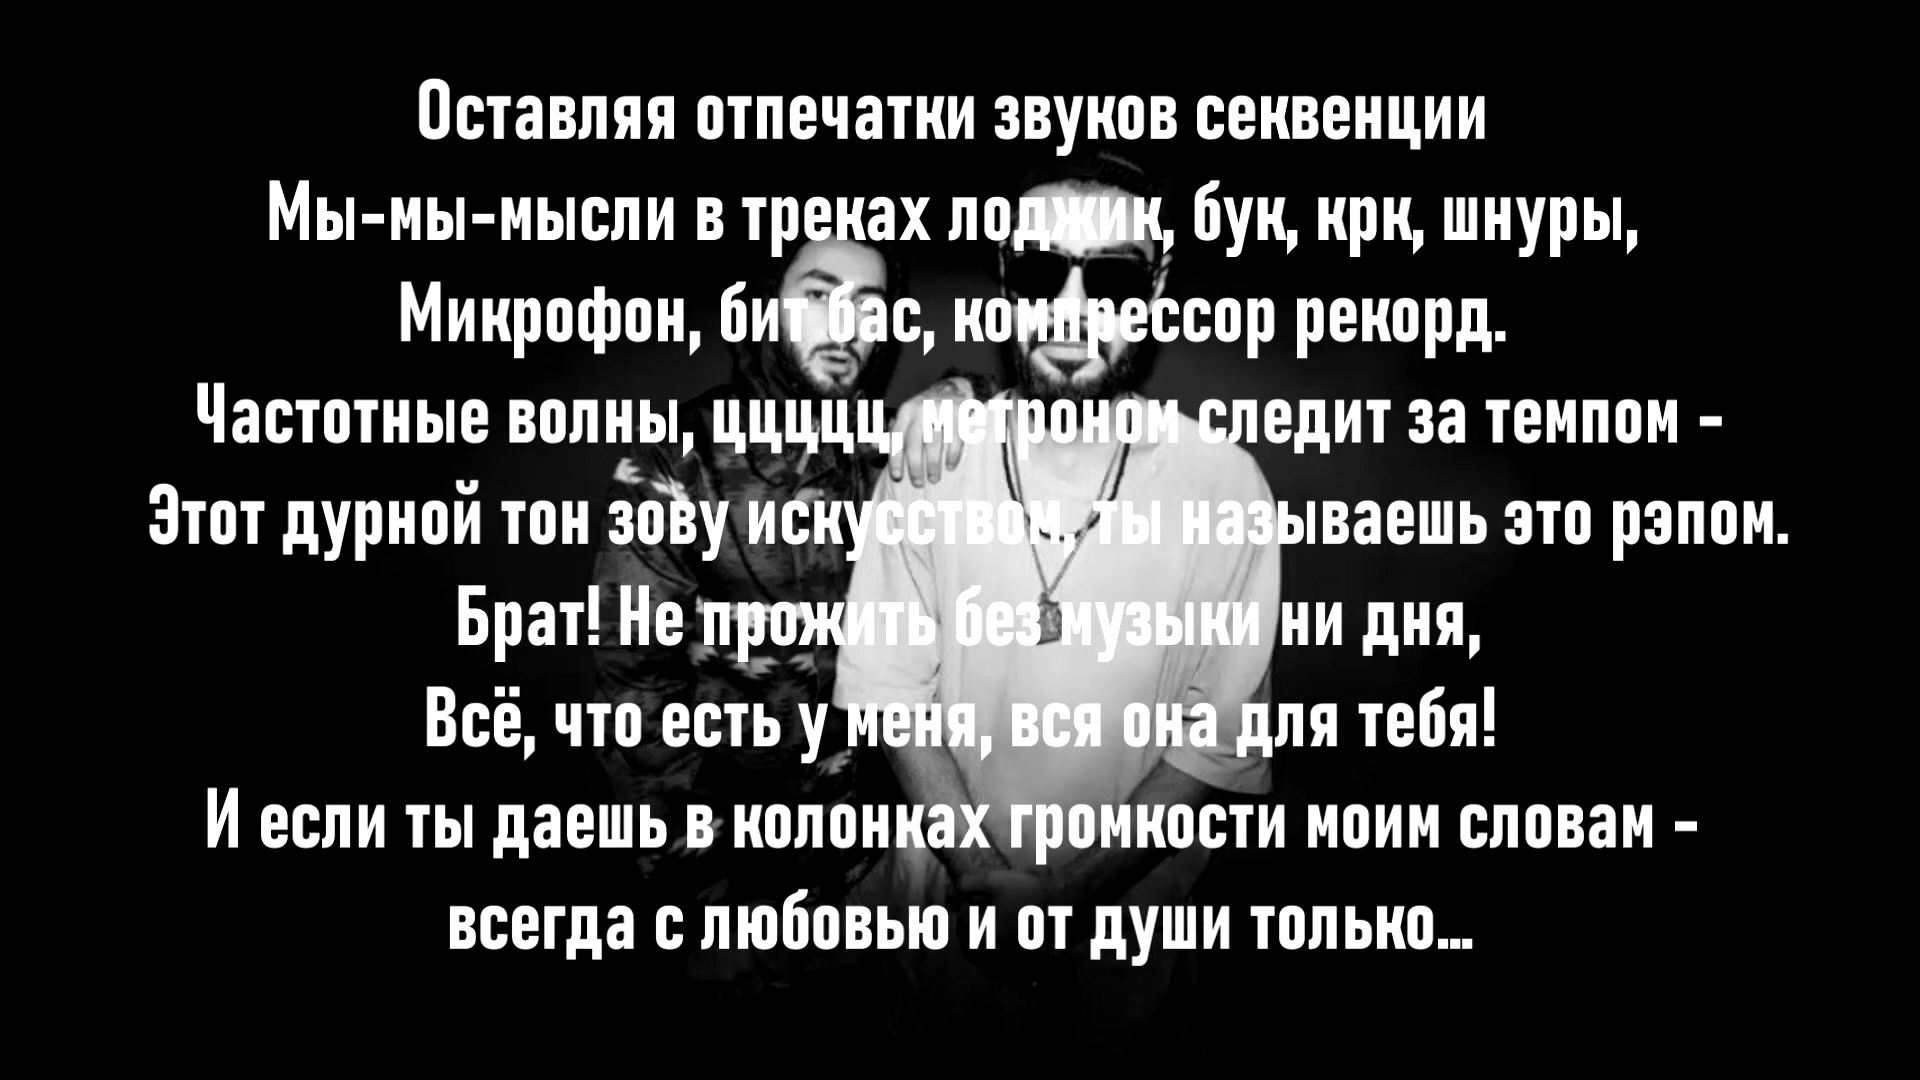 Оставляя отпечатки звуков секвенции
Мы-мы-мысли в треках лоджик, бук, крк, шнуры,
Микрофон, бит бас, компрессор рекорд.
Частотные волны, ццццц, метроном следит за темпом -
Этот дурной тон зову искусством, ты называешь это рэпом.
Брат! Не прожить без музыки ни дня,
Всё, что есть у меня, вся она для тебя!
И если ты даешь в колонках громкости моим словам -
всегда с любовью и от души только...